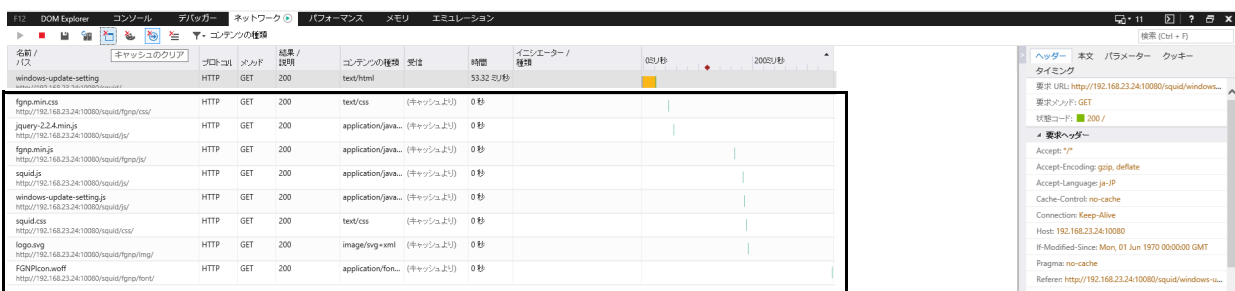 F12 DOM Explorer コンソール デバッガー ネットワーク パフォーマンス メモリ エミュレーション 11 ? x
コンテンツの種類 検索 (Ctrl + F)
キャッシュのクリア
名前 / パス プロトコル メソッド 結果 / 説明 コンテンツの種類 受信 時間 イニシエーター / 種類 0ミリ秒 200ミリ秒
windows-update-setting HTTP GET 200 text/html 53.32 ミリ秒
http://192.168.23.24:10080/squid/
fgnp.min.css HTTP GET 200 text/css (キャッシュより) 0 秒
http://192.168.23.24:10080/squid/fgnp/css/
jquery-2.2.4.min.js HTTP GET 200 application/java... (キャッシュより) 0 秒
http://192.168.23.24:10080/squid/js/
fgnp.min.js HTTP GET 200 application/java... (キャッシュより) 0 秒
http://192.168.23.24:10080/squid/fgnp/js/
squid.js HTTP GET 200 application/java... (キャッシュより) 0 秒
http://192.168.23.24:10080/squid/js/
windows-update-setting.js HTTP GET 200 application/java... (キャッシュより) 0 秒
http://192.168.23.24:10080/squid/js/
squid.css HTTP GET 200 text/css (キャッシュより) 0 秒
http://192.168.23.24:10080/squid/css/
logo.svg HTTP GET 200 image/svg+xml (キャッシュより) 0 秒
http://192.168.23.24:10080/squid/fgnp/img/
FGNPIcon.woff HTTP GET 200 application/fon... (キャッシュより) 0 秒
http://192.168.23.24:10080/squid/fgnp/font/
ヘッダー 本文 パラメーター クッキー
タイミング
要求 URL: http://192.168.23.24:10080/squid/windows...
要求メソッド: GET
状態コード: 200 /
要求ヘッダー
Accept: */*
Accept-Encoding: gzip, deflate
Accept-Language: ja-JP
Cache-Control: no-cache
Connection: Keep-Alive
Host: 192.168.23.24:10080
If-Modified-Since: Mon, 01 Jun 1970 00:00:00 GMT
Pragma: no-cache
Referer: http://192.168.23.24:10080/squid/windows-u...